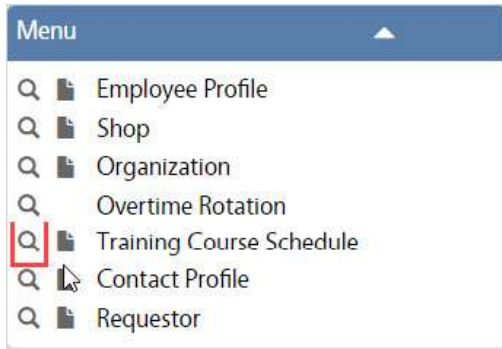 Menu
Employee Profile
Shop
Organization
Overtime Rotation
Training Course Schedule
Contact Profile
Requestor